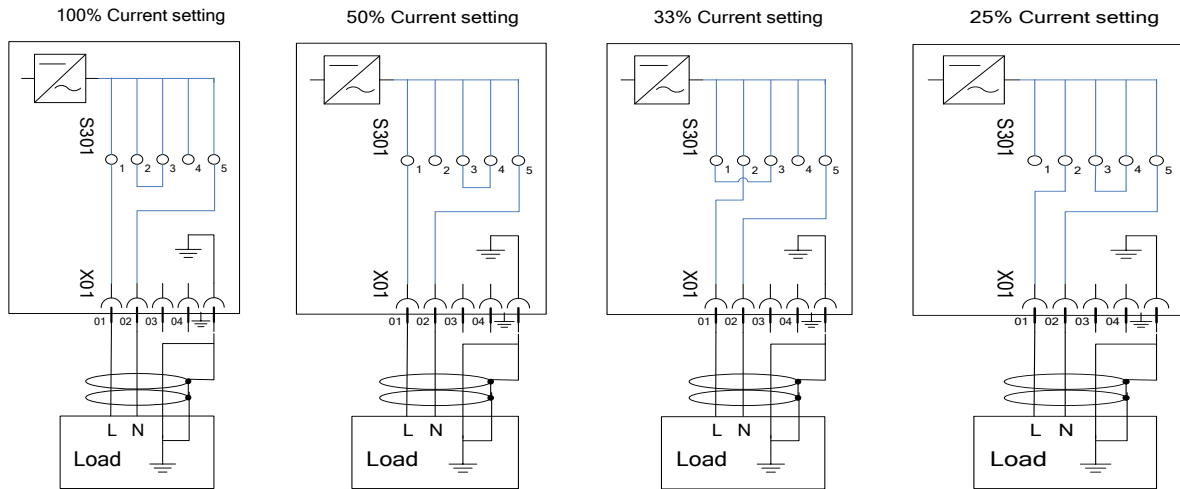 100% Current setting
S301
1
2
3
4
5
X01
01
02
03
04
L N
Load
50% Current setting
S301
1
2
3
4
5
X01
01
02
03
04
L N
Load
33% Current setting
S301
1
2
3
4
5
X01
01
02
03
04
L N
Load
25% Current setting
S301
1
2
3
4
5
X01
01
02
03
04
L N
Load